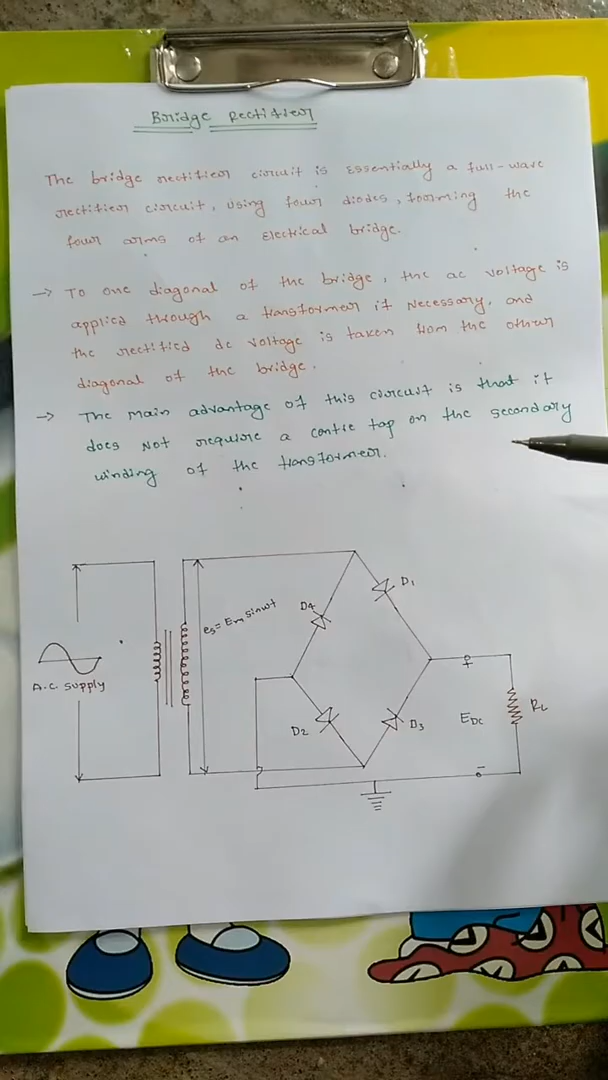 Bridge Rectifier
The bridge rectifier circuit is Essentially a full-wave
rectifier circuit, using four diodes, forming the
four arms of an Electrical bridge.
→ To one diagonal of the bridge, the ac voltage is
applied through a transformer if Necessary, and
the rectified dc voltage is taken from the other
diagonal of the bridge.
→ The main advantage of this circuit is that it
does Not require a centre tap on the secondary
winding of the transformer.
A.C. Supply
es = Em sinωt
D4
D1
D2
D3
+
EDC
RL
-